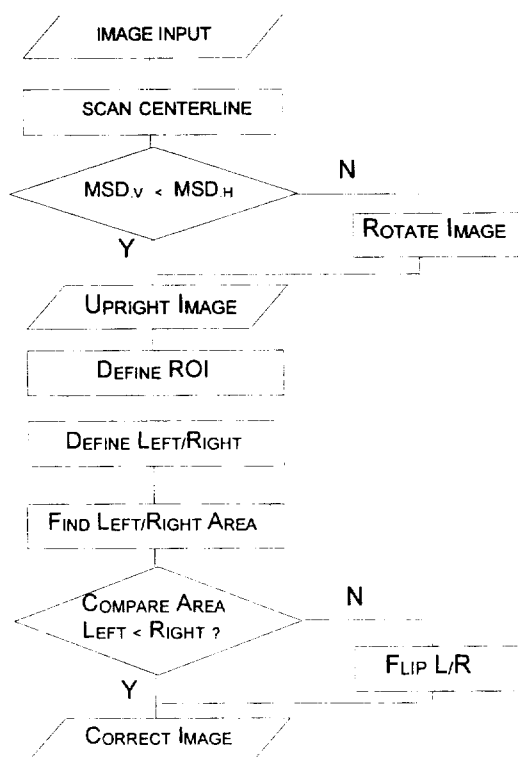 IMAGE INPUT
SCAN CENTERLINE
MSD.V < MSD.H
N
Y
ROTATE IMAGE
UPRIGHT IMAGE
DEFINE ROI
DEFINE LEFT/RIGHT
FIND LEFT/RIGHT AREA
COMPARE AREA
LEFT < RIGHT ?
N
Y
FLIP L/R
CORRECT IMAGE